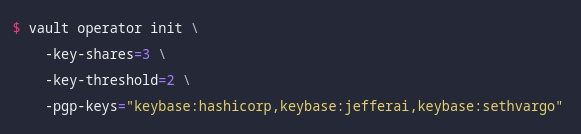 $ vault operator init \
-key-shares=3 \
-key-threshold=2 \
-pgp-keys="keybase:hashicorp,keybase:jefferai,keybase:sethvargo"